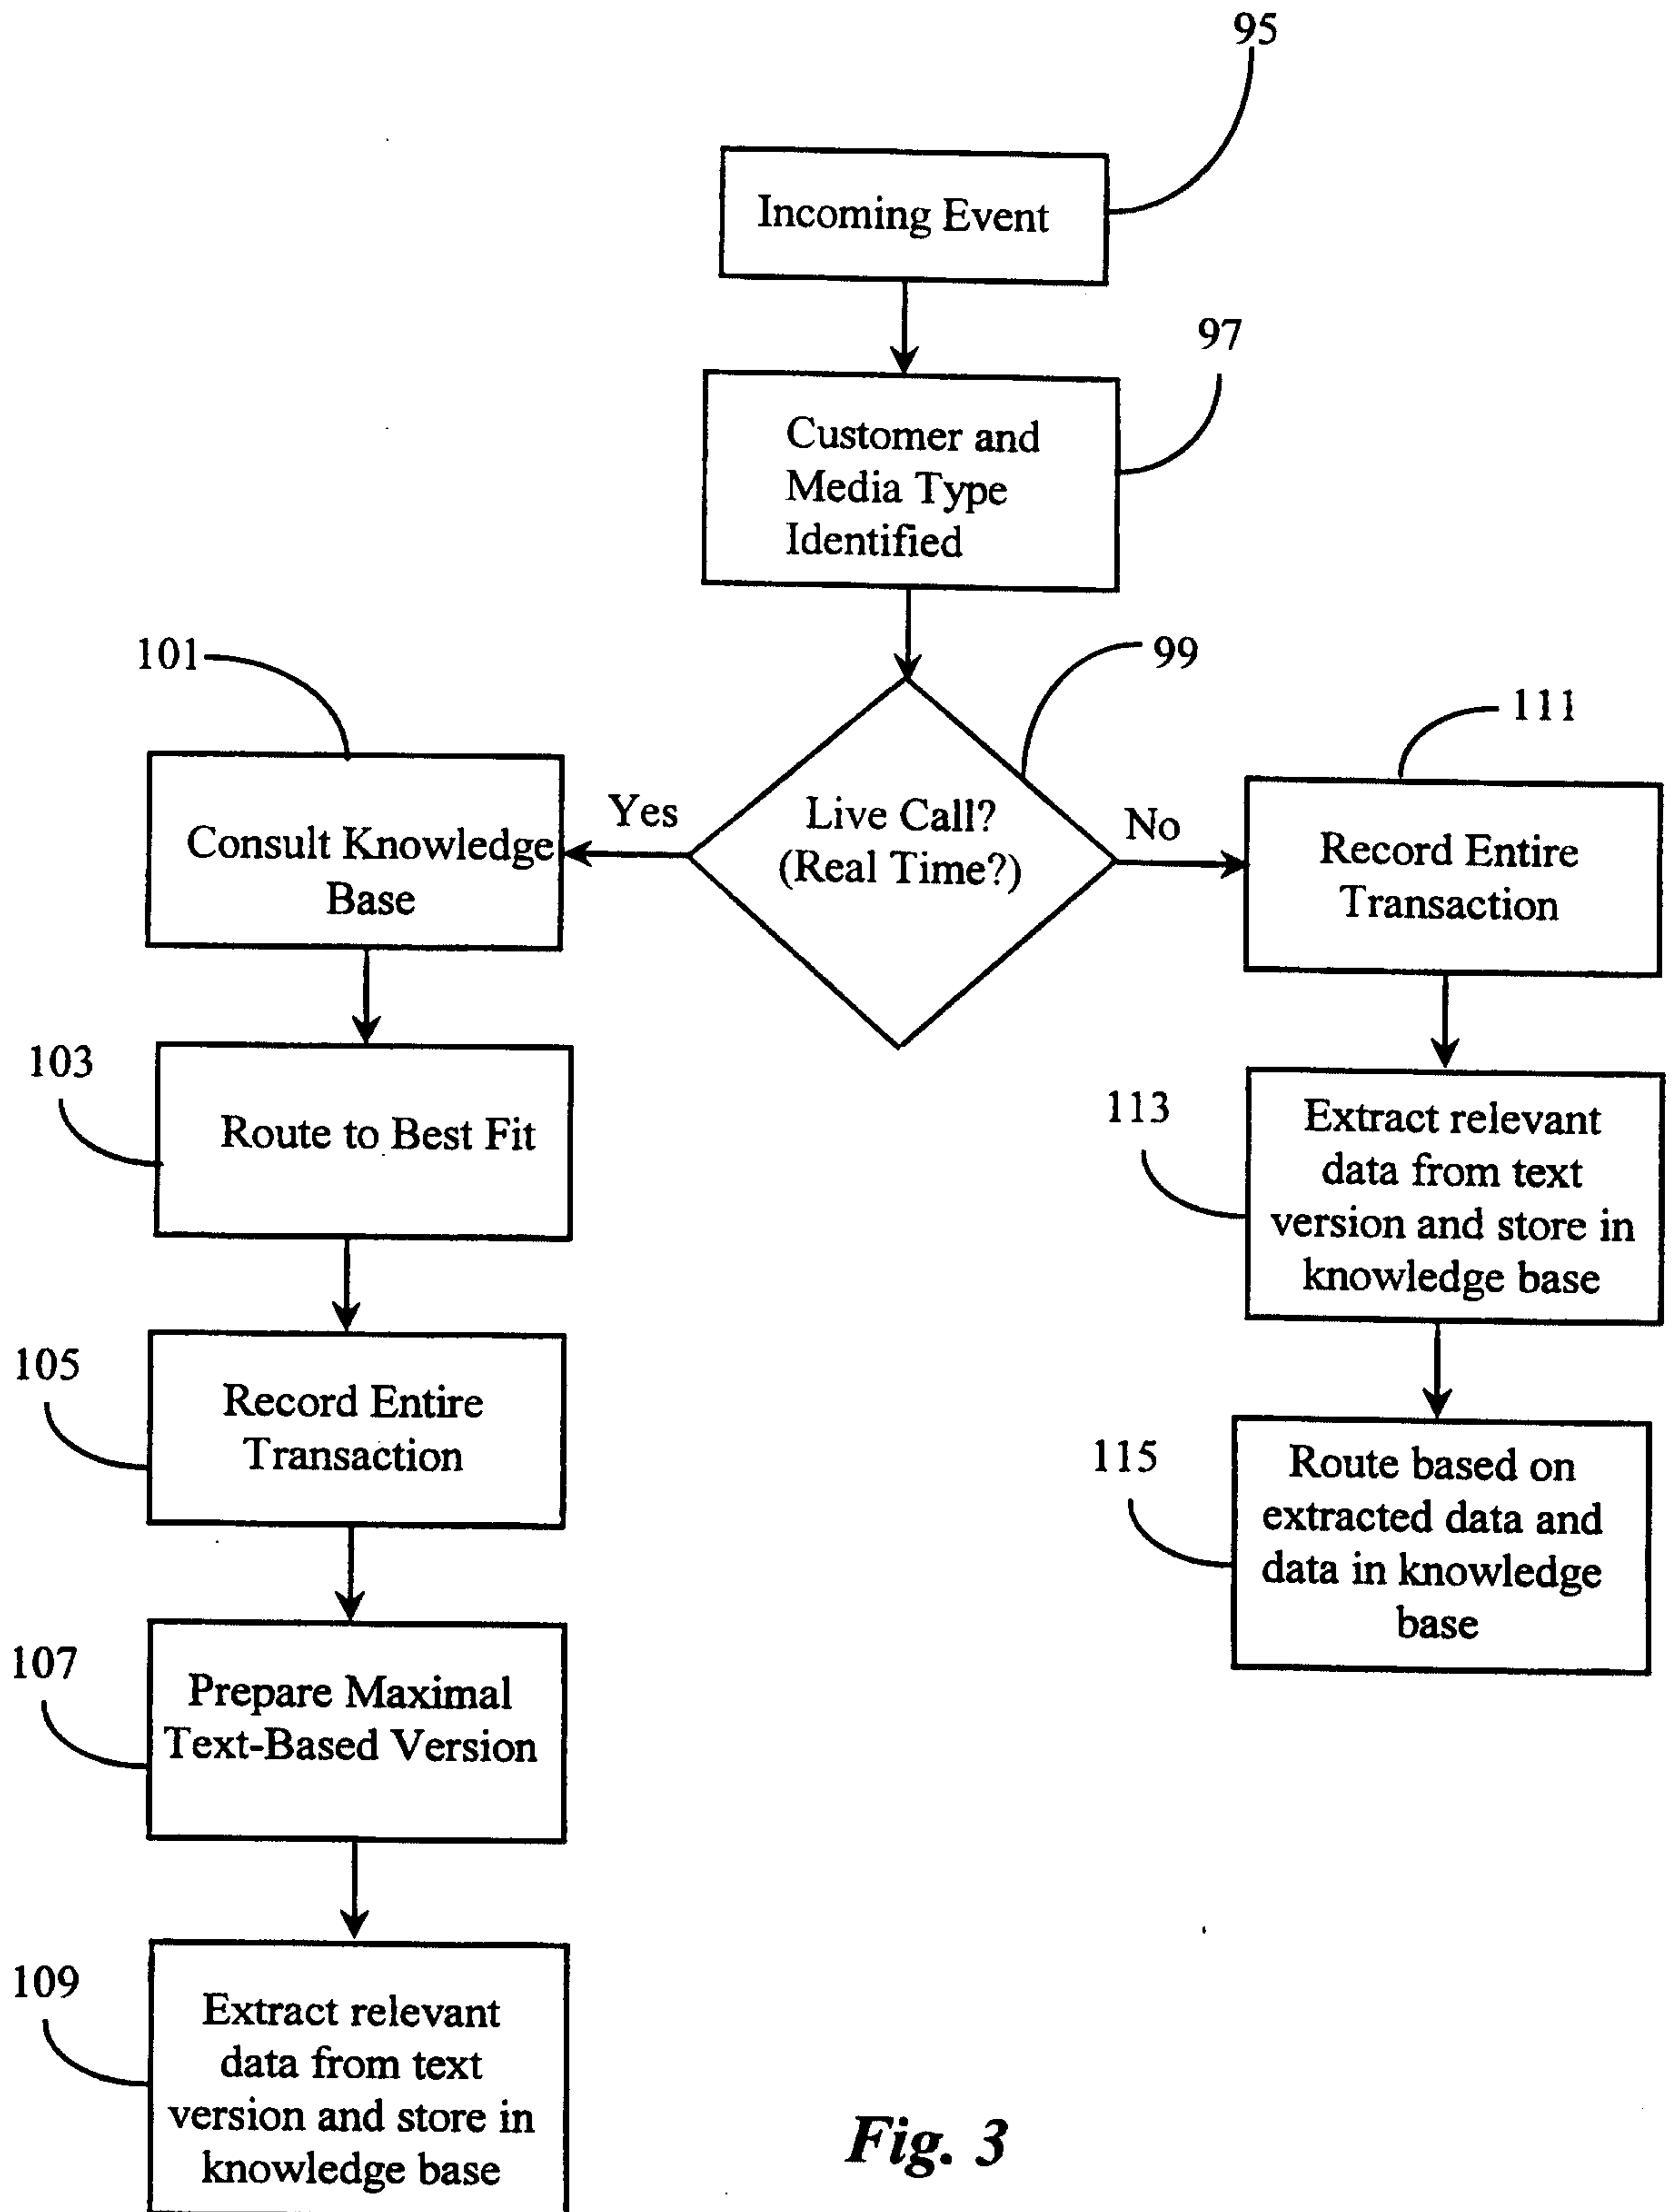 95
Incoming Event
97
Customer and
Media Type
Identified
99
Live Call?
(Real Time?)
Yes
No
101
Consult Knowledge
Base
103
Route to Best Fit
105
Record Entire
Transaction
107
Prepare Maximal
Text-Based Version
109
Extract relevant
data from text
version and store in
knowledge base
111
Record Entire
Transaction
113
Extract relevant
data from text
version and store in
knowledge base
115
Route based on
extracted data and
data in knowledge
base
Fig. 3